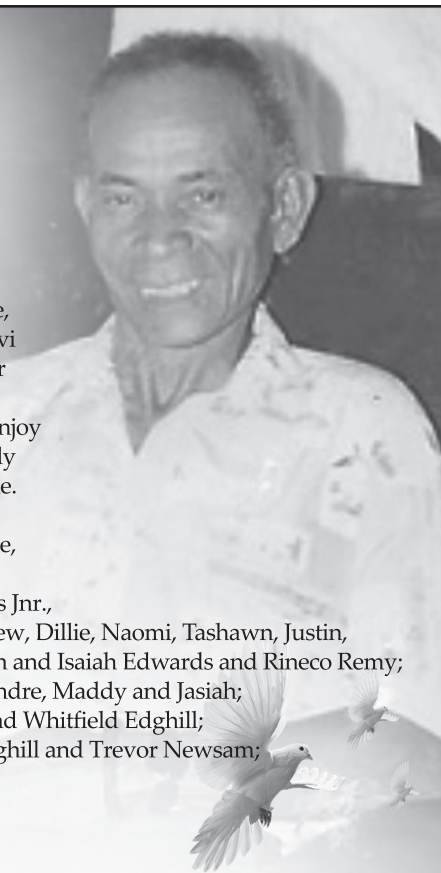 e,
vi
r
njoy
ly
e.
e,
s Jnr.,
ew, Dillie, Naomi, Tashawn, Justin,
n and Isaiah Edwards and Rineco Remy;
ndre, Maddy and Jasiah;
nd Whitfield Edghill;
ghill and Trevor Newsam;